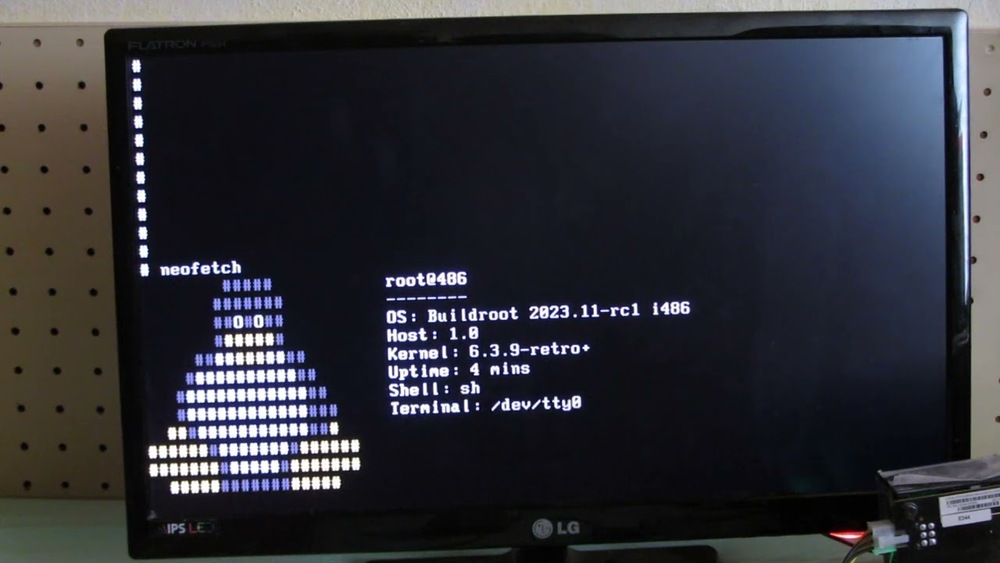 FLATRON
#
#
#
#
#
#
#
#
#
#
#
# neofetch
root@486
--------
OS: Buildroot 2023.11-rc1 i486
Host: 1.0
Kernel: 6.3.9-retro+
Uptime: 4 mins
Shell: sh
Terminal: /dev/tty0
IPS LED
LG